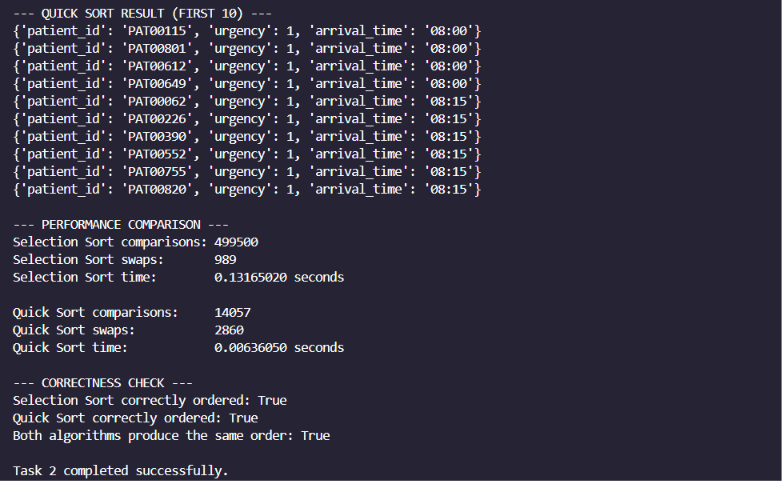 --- QUICK SORT RESULT (FIRST 10) ---
{'patient_id': 'PAT00115', 'urgency': 1, 'arrival_time': '08:00'}
{'patient_id': 'PAT00801', 'urgency': 1, 'arrival_time': '08:00'}
{'patient_id': 'PAT00612', 'urgency': 1, 'arrival_time': '08:00'}
{'patient_id': 'PAT00649', 'urgency': 1, 'arrival_time': '08:00'}
{'patient_id': 'PAT00062', 'urgency': 1, 'arrival_time': '08:15'}
{'patient_id': 'PAT00226', 'urgency': 1, 'arrival_time': '08:15'}
{'patient_id': 'PAT00390', 'urgency': 1, 'arrival_time': '08:15'}
{'patient_id': 'PAT00552', 'urgency': 1, 'arrival_time': '08:15'}
{'patient_id': 'PAT00755', 'urgency': 1, 'arrival_time': '08:15'}
{'patient_id': 'PAT00820', 'urgency': 1, 'arrival_time': '08:15'}

--- PERFORMANCE COMPARISON ---
Selection Sort comparisons: 499500
Selection Sort swaps:       989
Selection Sort time:        0.13165020 seconds

Quick Sort comparisons:     14057
Quick Sort swaps:           2860
Quick Sort time:            0.00636050 seconds

--- CORRECTNESS CHECK ---
Selection Sort correctly ordered: True
Quick Sort correctly ordered: True
Both algorithms produce the same order: True

Task 2 completed successfully.